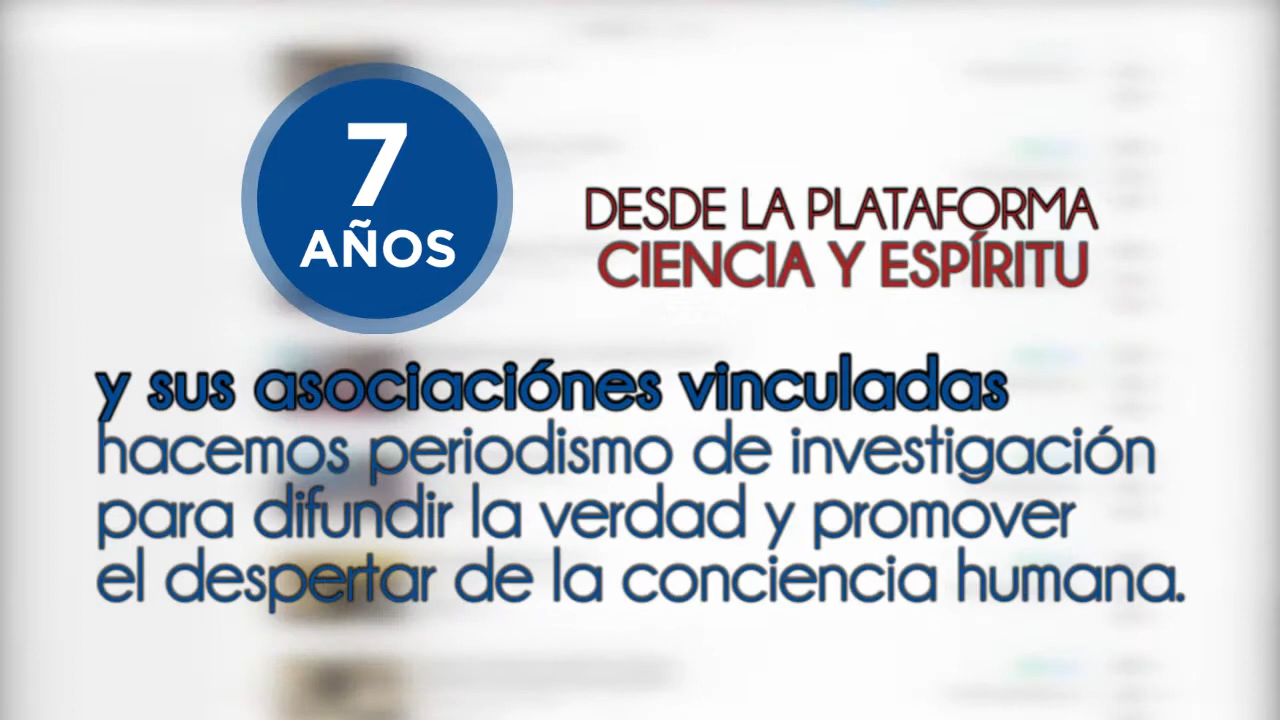 7
AÑOS
DESDE LA PLATAFORMA
CIENCIA Y ESPÍRITU
y sus asociaciónes vinculadas
hacemos periodismo de investigación
para difundir la verdad y promover
el despertar de la conciencia humana.